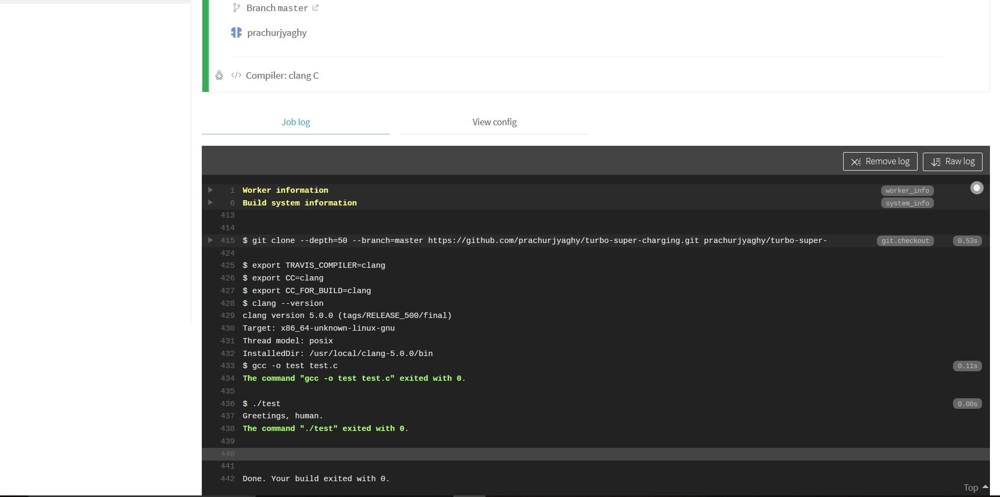 Branch master
prachurjyaghy
</> Compiler: clang C
Job log View config
Remove log Raw log
1 Worker information worker_info
6 Build system information system_info
413
414
415 $ git clone --depth=50 --branch=master https://github.com/prachurjyaghy/turbo-super-charging.git prachurjyaghy/turbo-super- git.checkout 0.53s
424
425 $ export TRAVIS_COMPILER=clang
426 $ export CC=clang
427 $ export CC_FOR_BUILD=clang
428 $ clang --version
429 clang version 5.0.0 (tags/RELEASE_500/final)
430 Target: x86_64-unknown-linux-gnu
431 Thread model: posix
432 InstalledDir: /usr/local/clang-5.0.0/bin
433 $ gcc -o test test.c 0.11s
434 The command "gcc -o test test.c" exited with 0.
435
436 $ ./test 0.00s
437 Greetings, human.
438 The command "./test" exited with 0.
439
440
441
442 Done. Your build exited with 0.
Top